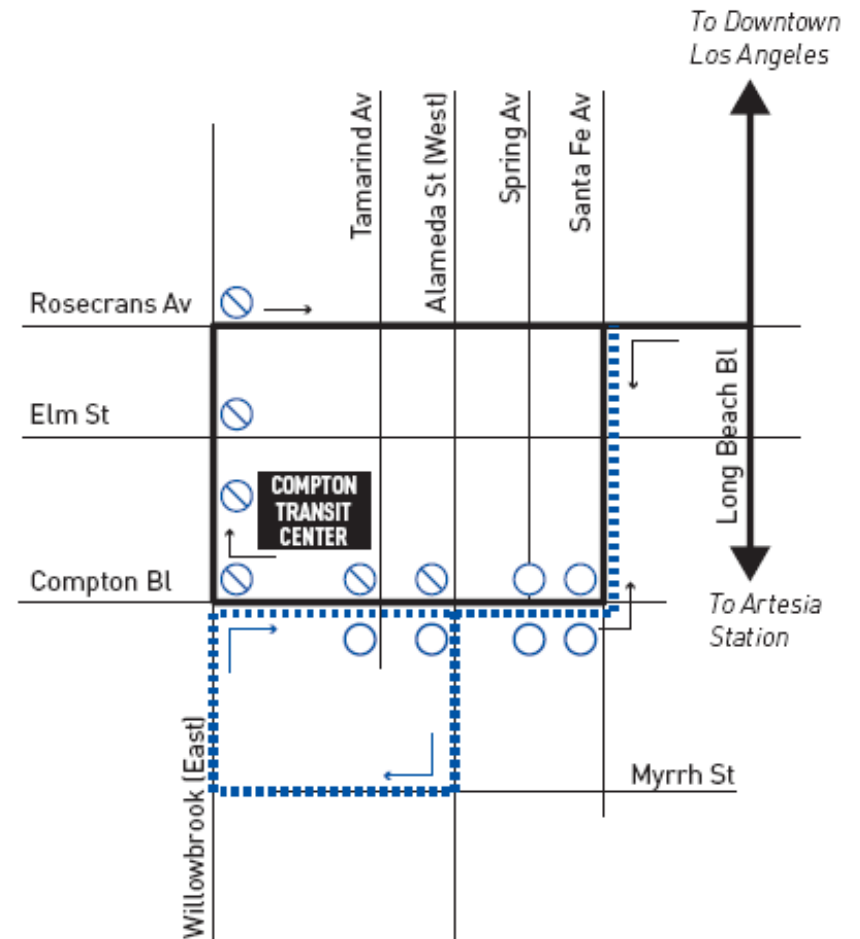 To Downtown
Los Angeles
Tamarind Av
Alameda St (West)
Spring Av
Santa Fe Av
Rosecrans Av
Elm St
Long Beach Bl
COMPTON
TRANSIT
CENTER
Compton Bl
To Artesia
Station
Willowbrook (East)
Myrrh St